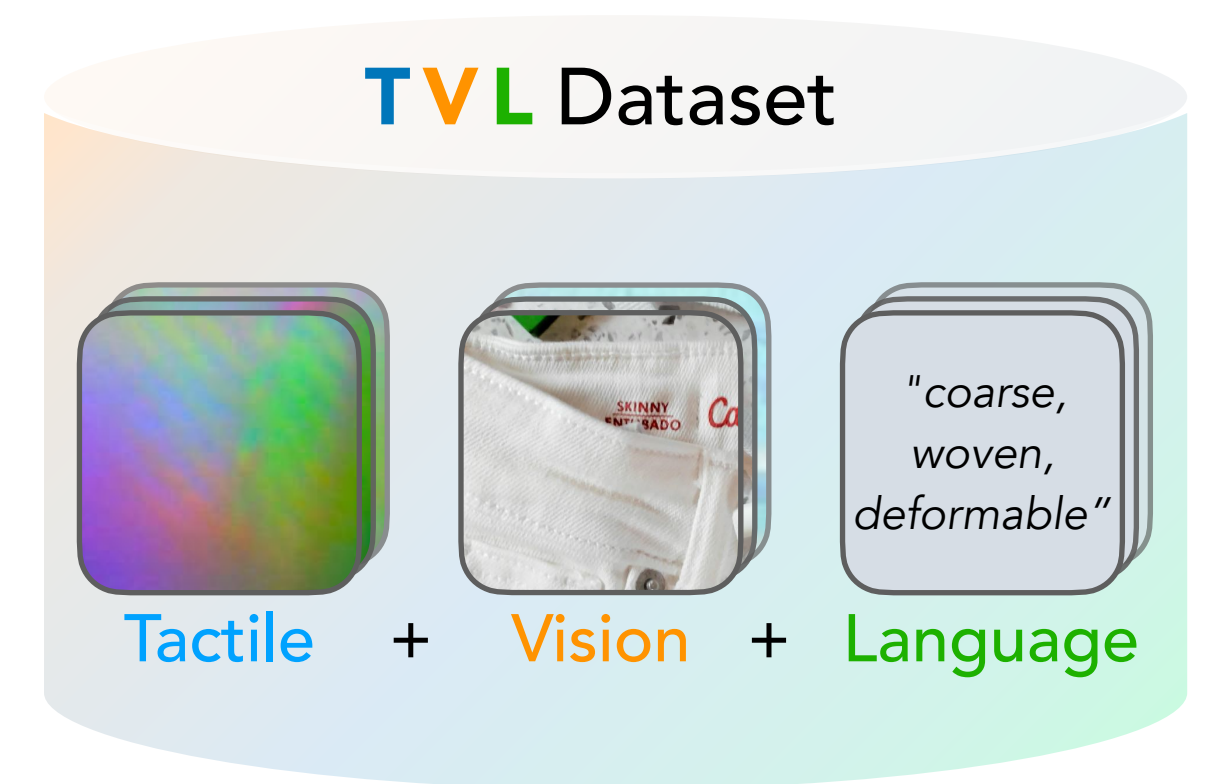 TVL Dataset
SKINNY
"coarse,
woven,
deformable”
Tactile + Vision + Language